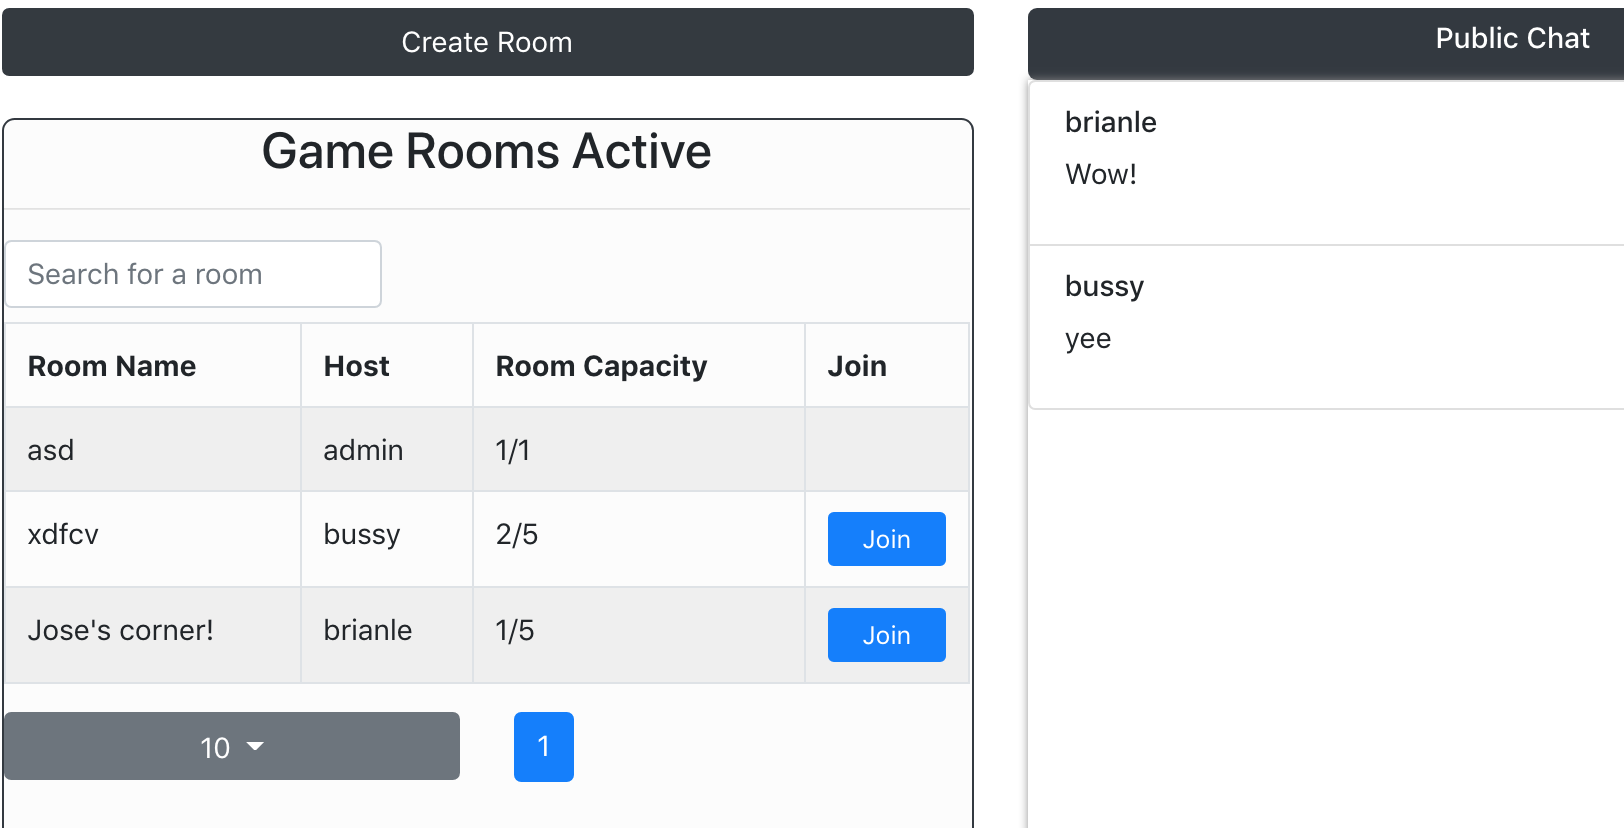 Create Room
Game Rooms Active
Search for a room
Room Name Host Room Capacity Join
asd admin 1/1
xdfcv bussy 2/5 Join
Jose's corner! brianle 1/5 Join
10 1
Public Chat
brianle
Wow!
bussy
yee